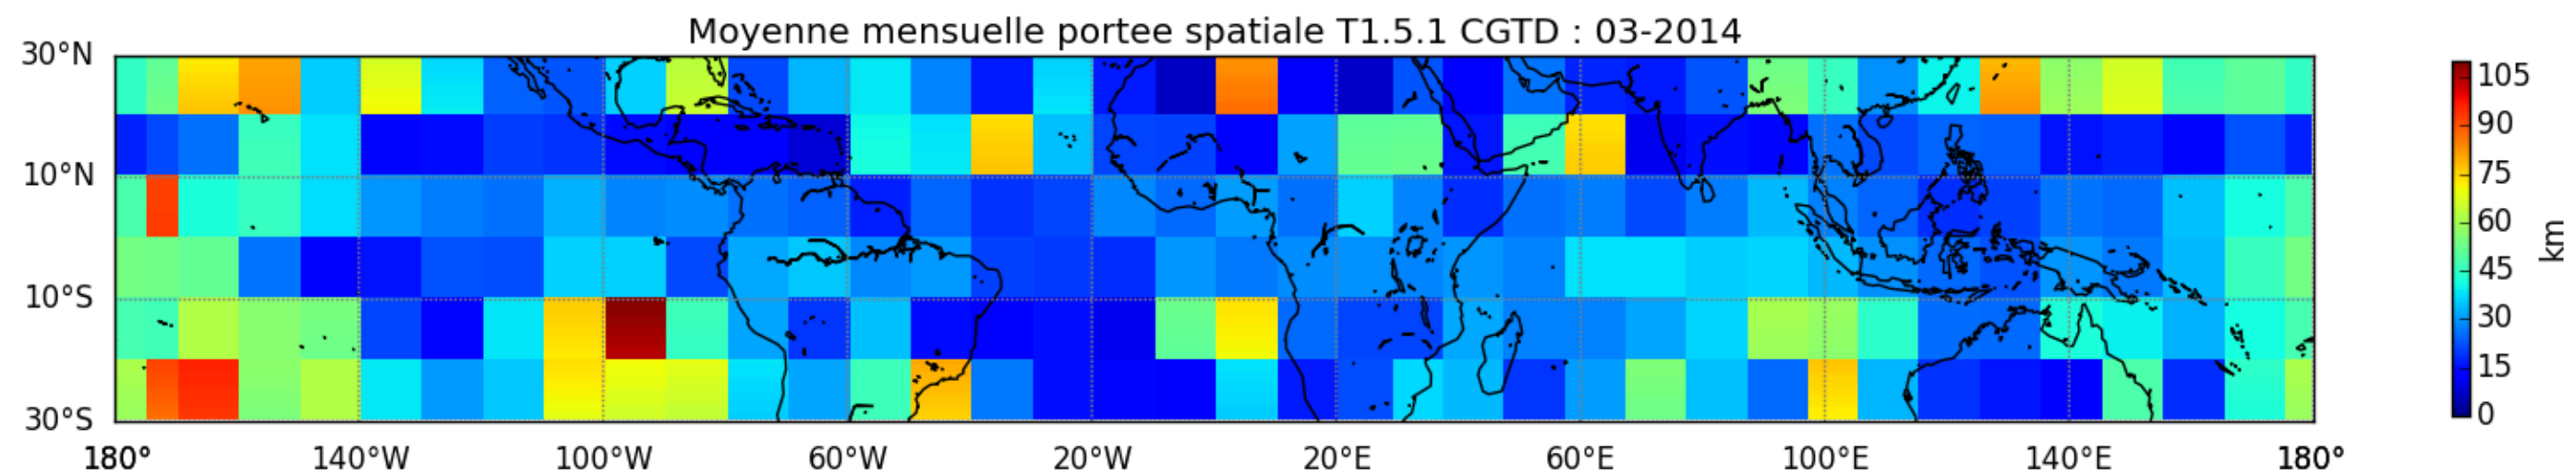 Moyenne mensuelle portee spatiale T1.5.1 CGTD : 03-2014
30°N
10°N
10°S
30°S
180° 140°W 100°W 60°W 20°W 20°E 60°E 100°E 140°E 180°
105
90
75
60
45
30
15
0
km